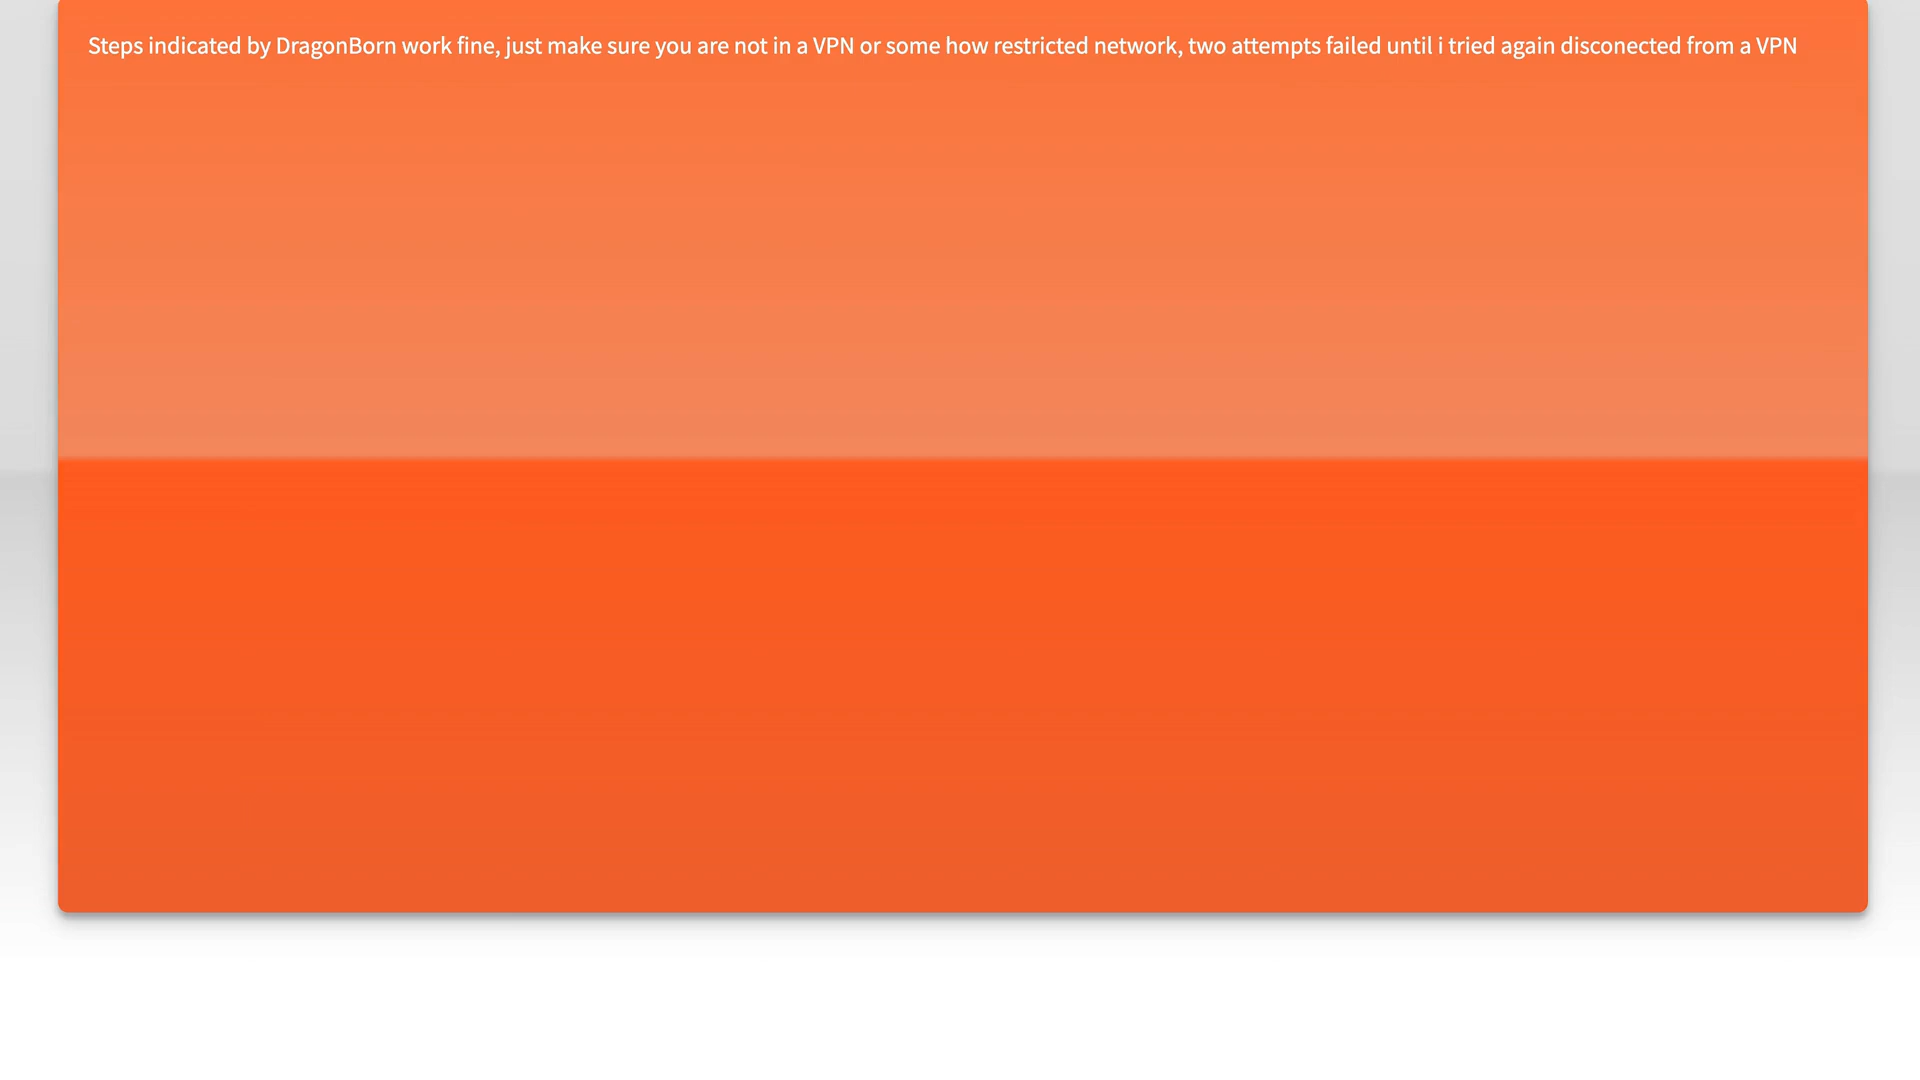 Steps indicated by DragonBorn work fine, just make sure you are not in a VPN or some how restricted network, two attempts failed until i tried again disconected from a VPN